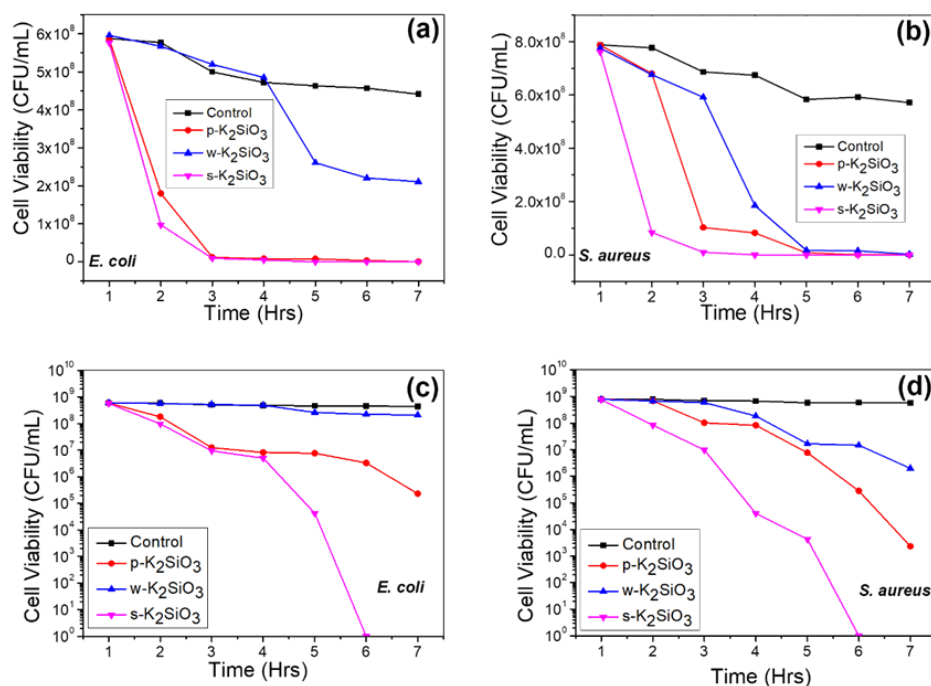 (a)
Cell Viability (CFU/mL)
6x10⁸
5x10⁸
4x10⁸
3x10⁸
2x10⁸
1x10⁸
0
Control
p-K₂SiO₃
w-K₂SiO₃
s-K₂SiO₃
E. coli
1 2 3 4 5 6 7
Time (Hrs)
(b)
Cell Viability (CFU/mL)
8.0x10⁸
6.0x10⁸
4.0x10⁸
2.0x10⁸
0.0
Control
p-K₂SiO₃
w-K₂SiO₃
s-K₂SiO₃
S. aureus
1 2 3 4 5 6 7
Time (Hrs)
(c)
Cell Viability (CFU/mL)
10¹⁰
10⁹
10⁸
10⁷
10⁶
10⁵
10⁴
10³
10²
10¹
10⁰
Control
p-K₂SiO₃
w-K₂SiO₃
s-K₂SiO₃
E. coli
1 2 3 4 5 6 7
Time (Hrs)
(d)
Cell Viability (CFU/mL)
10¹⁰
10⁹
10⁸
10⁷
10⁶
10⁵
10⁴
10³
10²
10¹
10⁰
Control
p-K₂SiO₃
w-K₂SiO₃
s-K₂SiO₃
S. aureus
1 2 3 4 5 6 7
Time (Hrs)